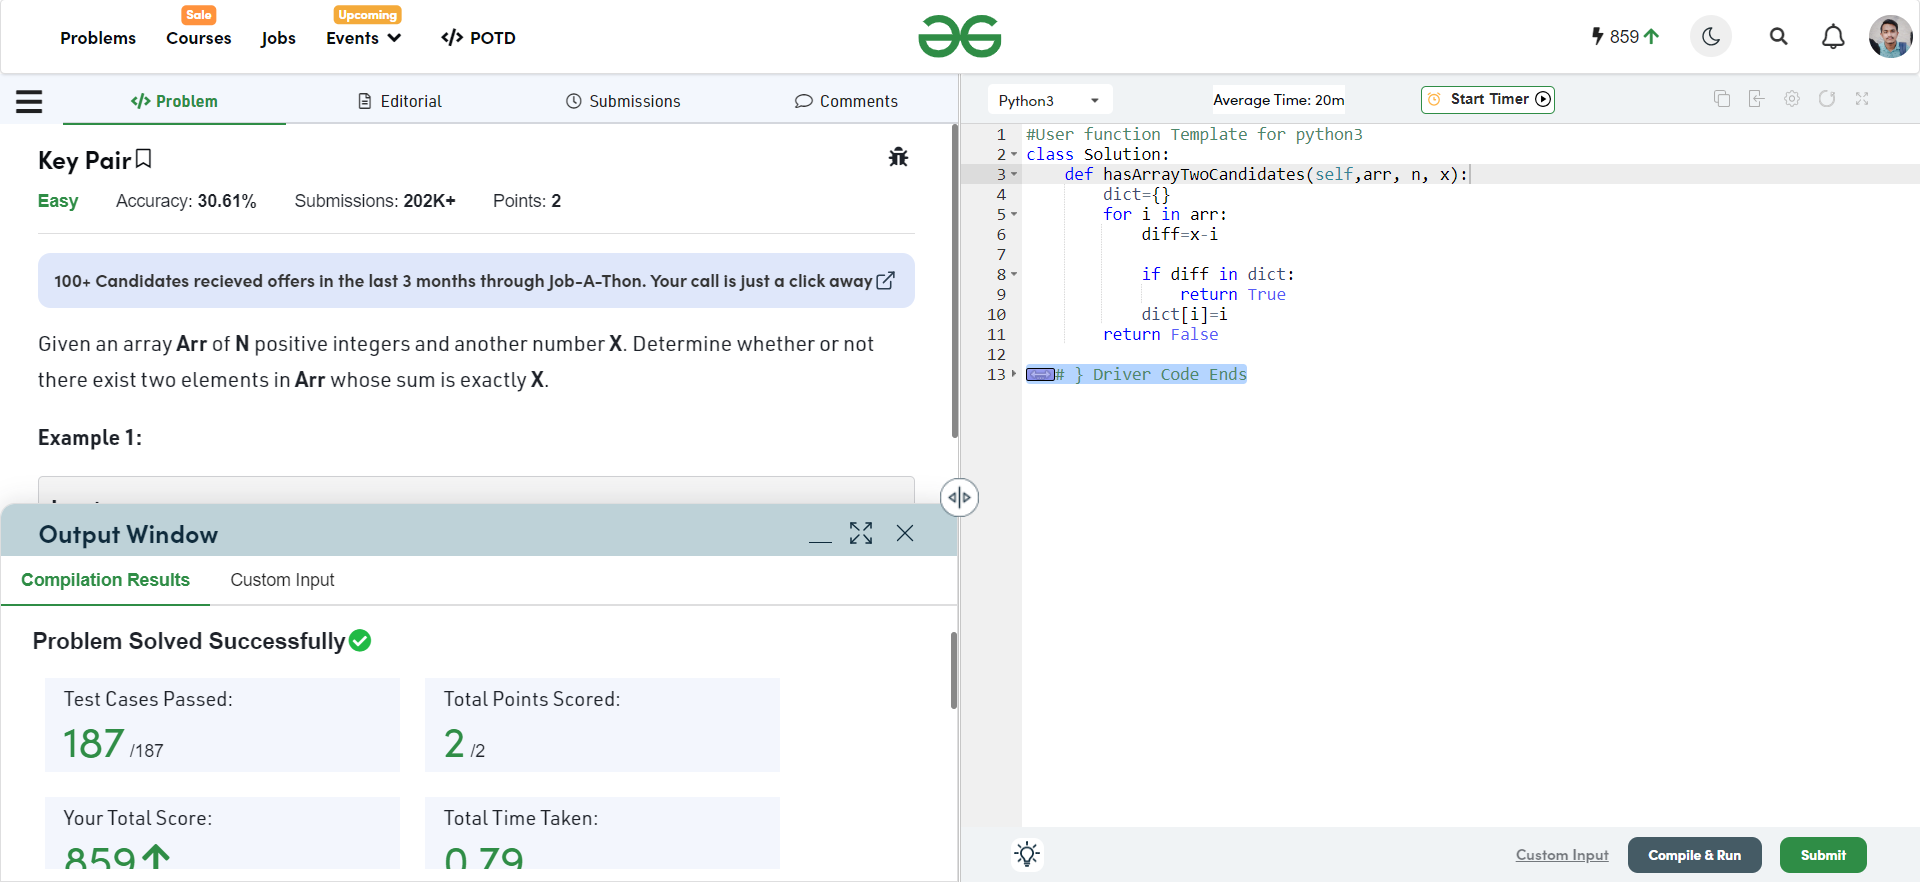 Problems
Sale
Courses
Jobs
Upcoming
Events
</> POTD
859
</> Problem
Editorial
Submissions
Comments
Key Pair
Easy Accuracy: 30.61% Submissions: 202K+ Points: 2
100+ Candidates recieved offers in the last 3 months through Job-A-Thon. Your call is just a click away
Given an array Arr of N positive integers and another number X. Determine whether or not
there exist two elements in Arr whose sum is exactly X.
Example 1:
Output Window
Compilation Results Custom Input
Problem Solved Successfully
Test Cases Passed:
187 /187
Total Points Scored:
2 /2
Your Total Score:
859
Total Time Taken:
0.79
Python3
Average Time: 20m
Start Timer
1 #User function Template for python3
2 class Solution:
3 def hasArrayTwoCandidates(self,arr, n, x):
4 dict={}
5 for i in arr:
6 diff=x-i
7
8 if diff in dict:
9 return True
10 dict[i]=i
11 return False
12
13 # } Driver Code Ends
Custom Input
Compile & Run
Submit